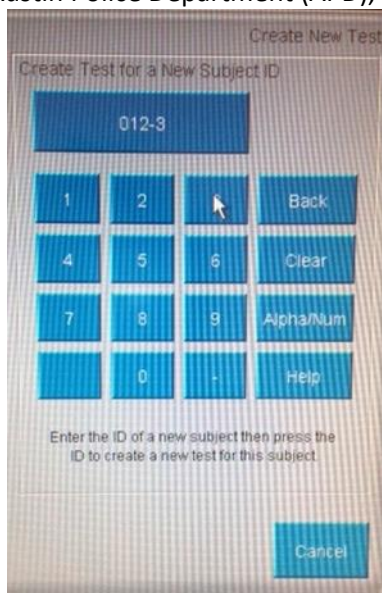 Austin Police Department (APD),
Create New Test
Create Test for a New Subject ID
012-3
1 2 Back
4 5 6 Clear
7 8 9 Alpha/Num
0 - Help
Enter the ID of a new subject then press the
ID to create a new test for this subject.
Cancel